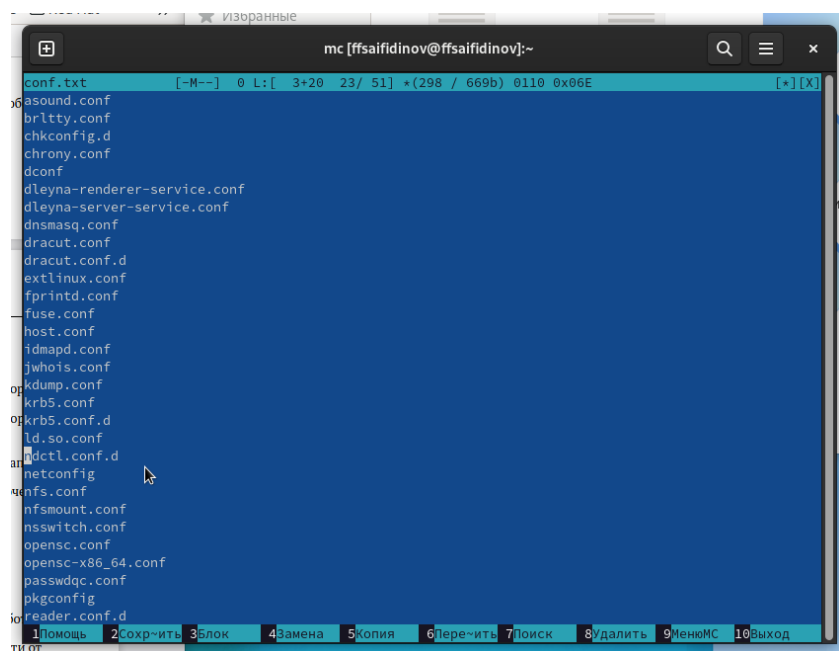 Избранные
mc [ffsaifidinov@ffsaifidinov]:~
conf.txt [-M--] 0 L:[ 3+20 23/ 51] *(298 / 669b) 0110 0x06E [*][X]
asound.conf
brltty.conf
chkconfig.d
chrony.conf
dconf
dleyna-renderer-service.conf
dleyna-server-service.conf
dnsmasq.conf
dracut.conf
dracut.conf.d
extlinux.conf
fprintd.conf
fuse.conf
host.conf
idmapd.conf
jwhois.conf
kdump.conf
krb5.conf
krb5.conf.d
ld.so.conf
ndctl.conf.d
netconfig
nfs.conf
nfsmount.conf
nsswitch.conf
opensc.conf
opensc-x86_64.conf
passwdqc.conf
pkgconfig
reader.conf.d
1Помощь 2Сохр~ить 3Блок 4Замена 5Копия 6Пере~ить 7Поиск 8Удалить 9МенюМС 10Выход